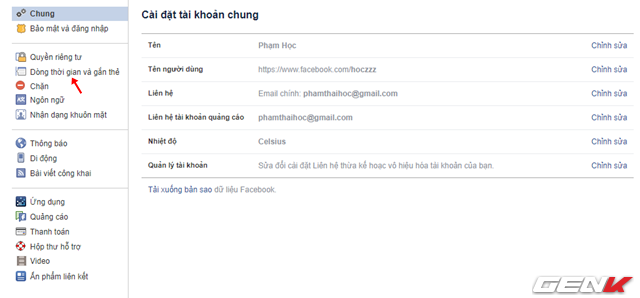 Chung
Bảo mật và đăng nhập
Quyền riêng tư
Dòng thời gian và gắn thẻ
Chặn
Ngôn ngữ
Nhận dạng khuôn mặt
Thông báo
Di động
Bài viết công khai
Ứng dụng
Quảng cáo
Thanh toán
Hộp thư hỗ trợ
Video
Ấn phẩm liên kết
Cài đặt tài khoản chung
Tên Phạm Học Chỉnh sửa
Tên người dùng https://www.facebook.com/hoczzz Chỉnh sửa
Liên hệ Email chính: phamthaihoc@gmail.com Chỉnh sửa
Liên hệ tài khoản quảng cáo phamthaihoc@gmail.com Chỉnh sửa
Nhiệt độ Celsius Chỉnh sửa
Quản lý tài khoản Sửa đổi cài đặt Liên hệ thừa kế hoặc vô hiệu hóa tài khoản của bạn. Chỉnh sửa
Tải xuống bản sao dữ liệu Facebook.
GENK